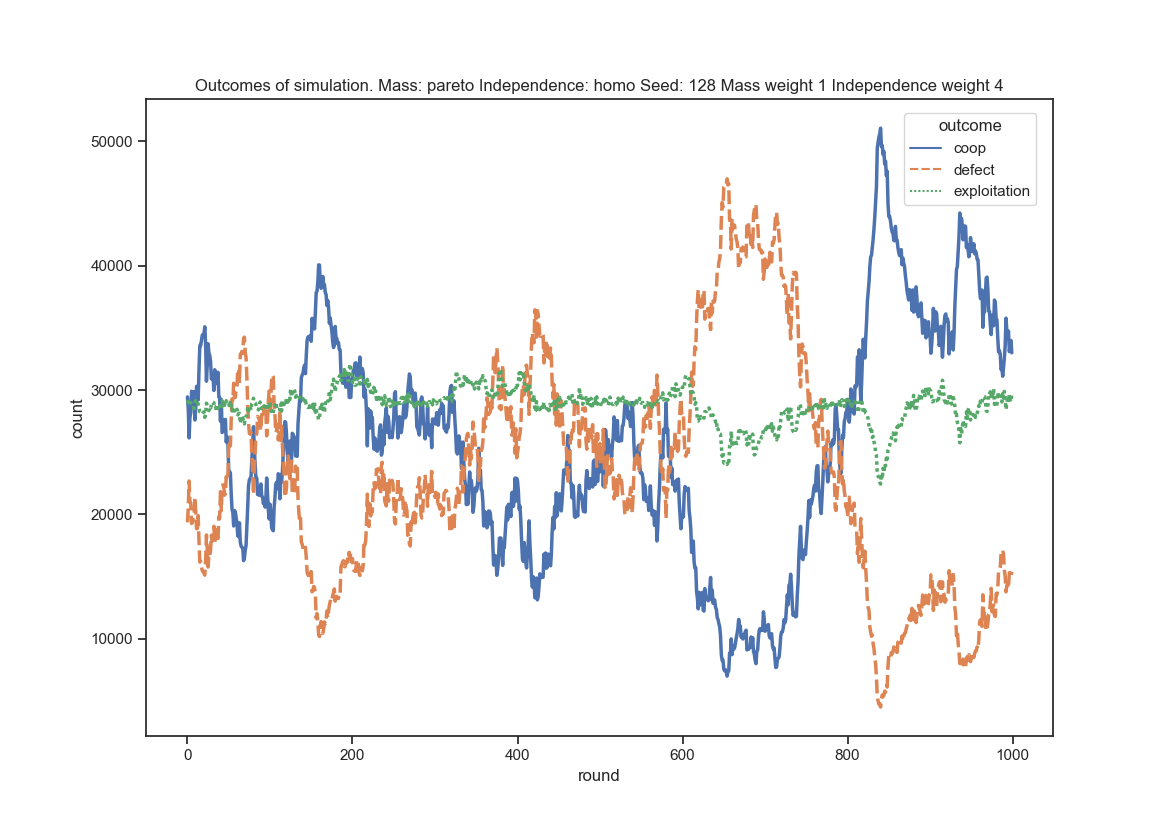 Outcomes of simulation. Mass: pareto Independence: homo Seed: 128 Mass weight 1 Independence weight 4
outcome
coop
defect
exploitation
50000
40000
30000
20000
10000
count
0
200
400
600
800
1000
round